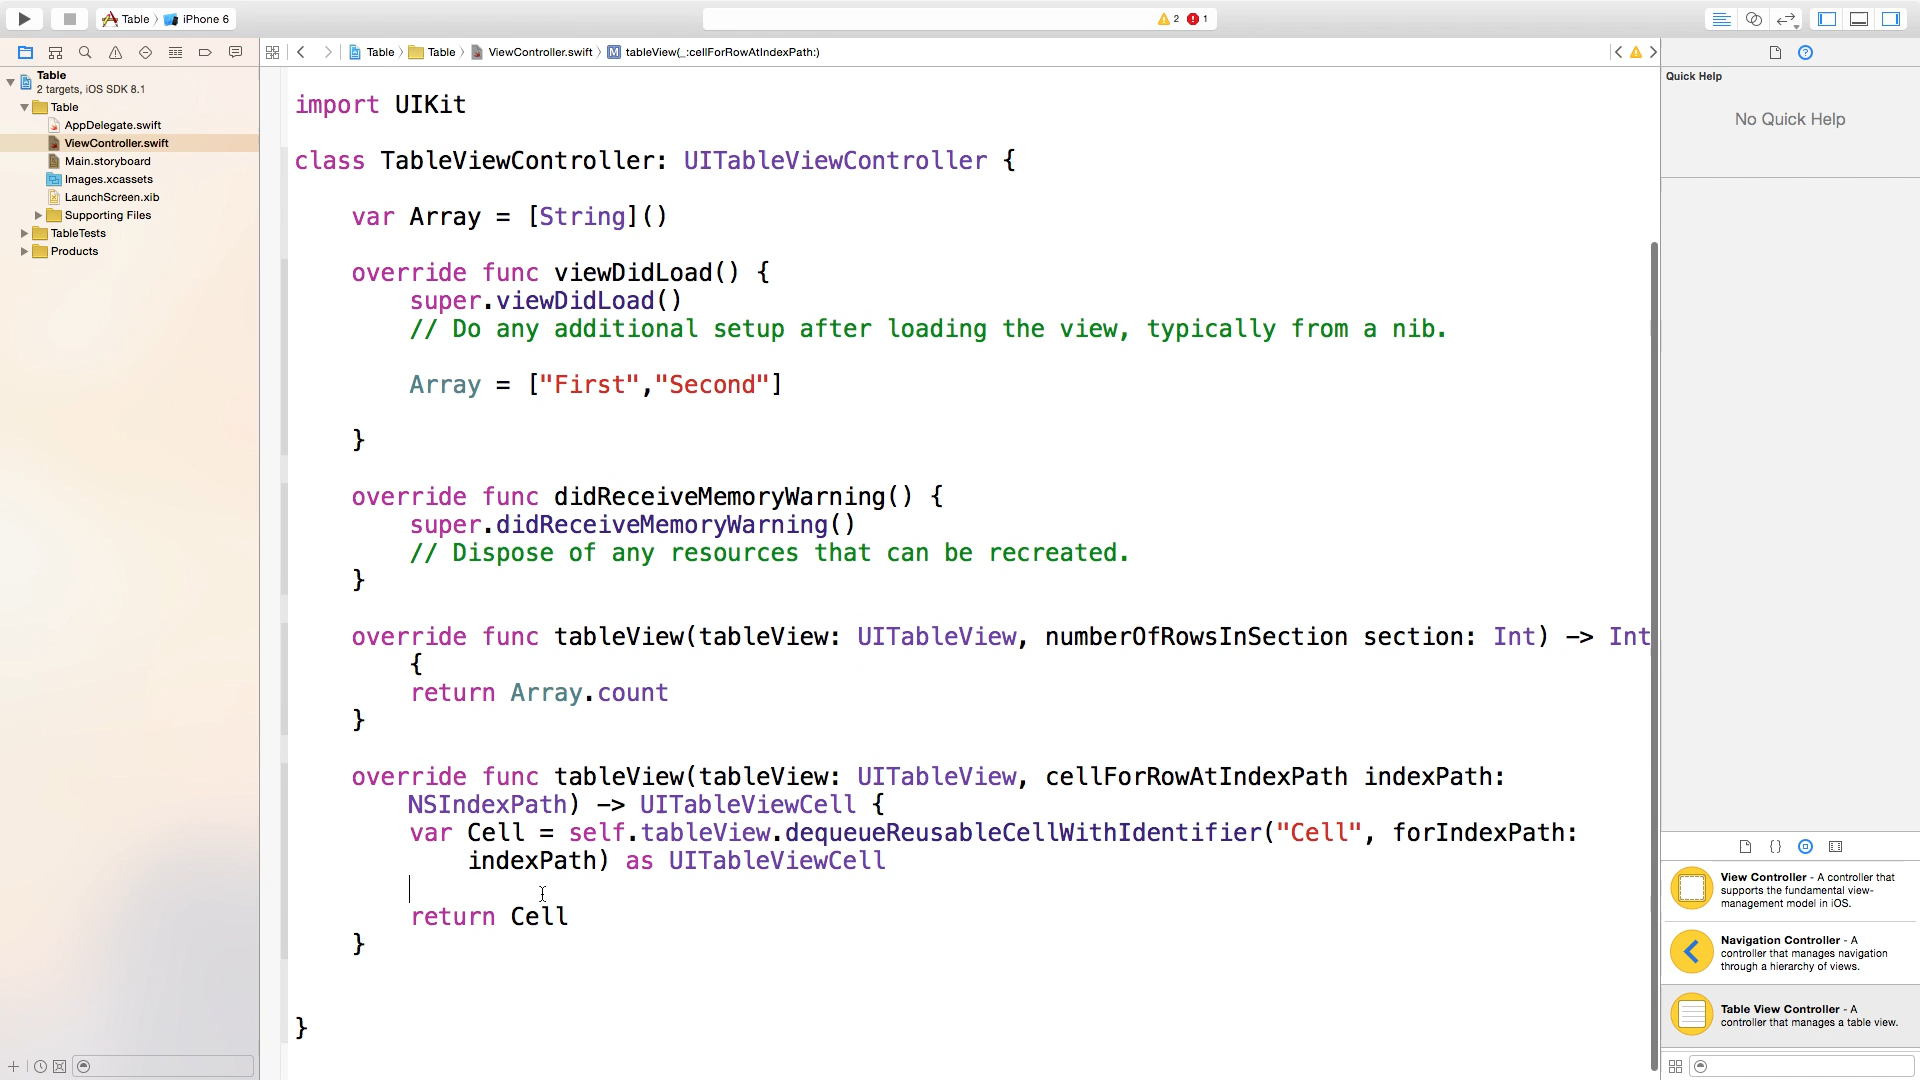 Table
iPhone 6
2
1
Table
Table
ViewController.swift
tableView(_:cellForRowAtIndexPath:)
Table
2 targets, iOS SDK 8.1
Table
AppDelegate.swift
ViewController.swift
Main.storyboard
Images.xcassets
LaunchScreen.xib
Supporting Files
TableTests
Products
import UIKit
class TableViewController: UITableViewController {
var Array = [String]()
override func viewDidLoad() {
super.viewDidLoad()
// Do any additional setup after loading the view, typically from a nib.
Array = ["First","Second"]
}
override func didReceiveMemoryWarning() {
super.didReceiveMemoryWarning()
// Dispose of any resources that can be recreated.
}
override func tableView(tableView: UITableView, numberOfRowsInSection section: Int) -> Int
{
return Array.count
}
override func tableView(tableView: UITableView, cellForRowAtIndexPath indexPath:
NSIndexPath) -> UITableViewCell {
var Cell = self.tableView.dequeueReusableCellWithIdentifier("Cell", forIndexPath:
indexPath) as UITableViewCell
return Cell
}
}
Quick Help
No Quick Help
{}
View Controller - A controller that
supports the fundamental view-
management model in iOS.
Navigation Controller - A
controller that manages navigation
through a hierarchy of views.
Table View Controller - A
controller that manages a table view.